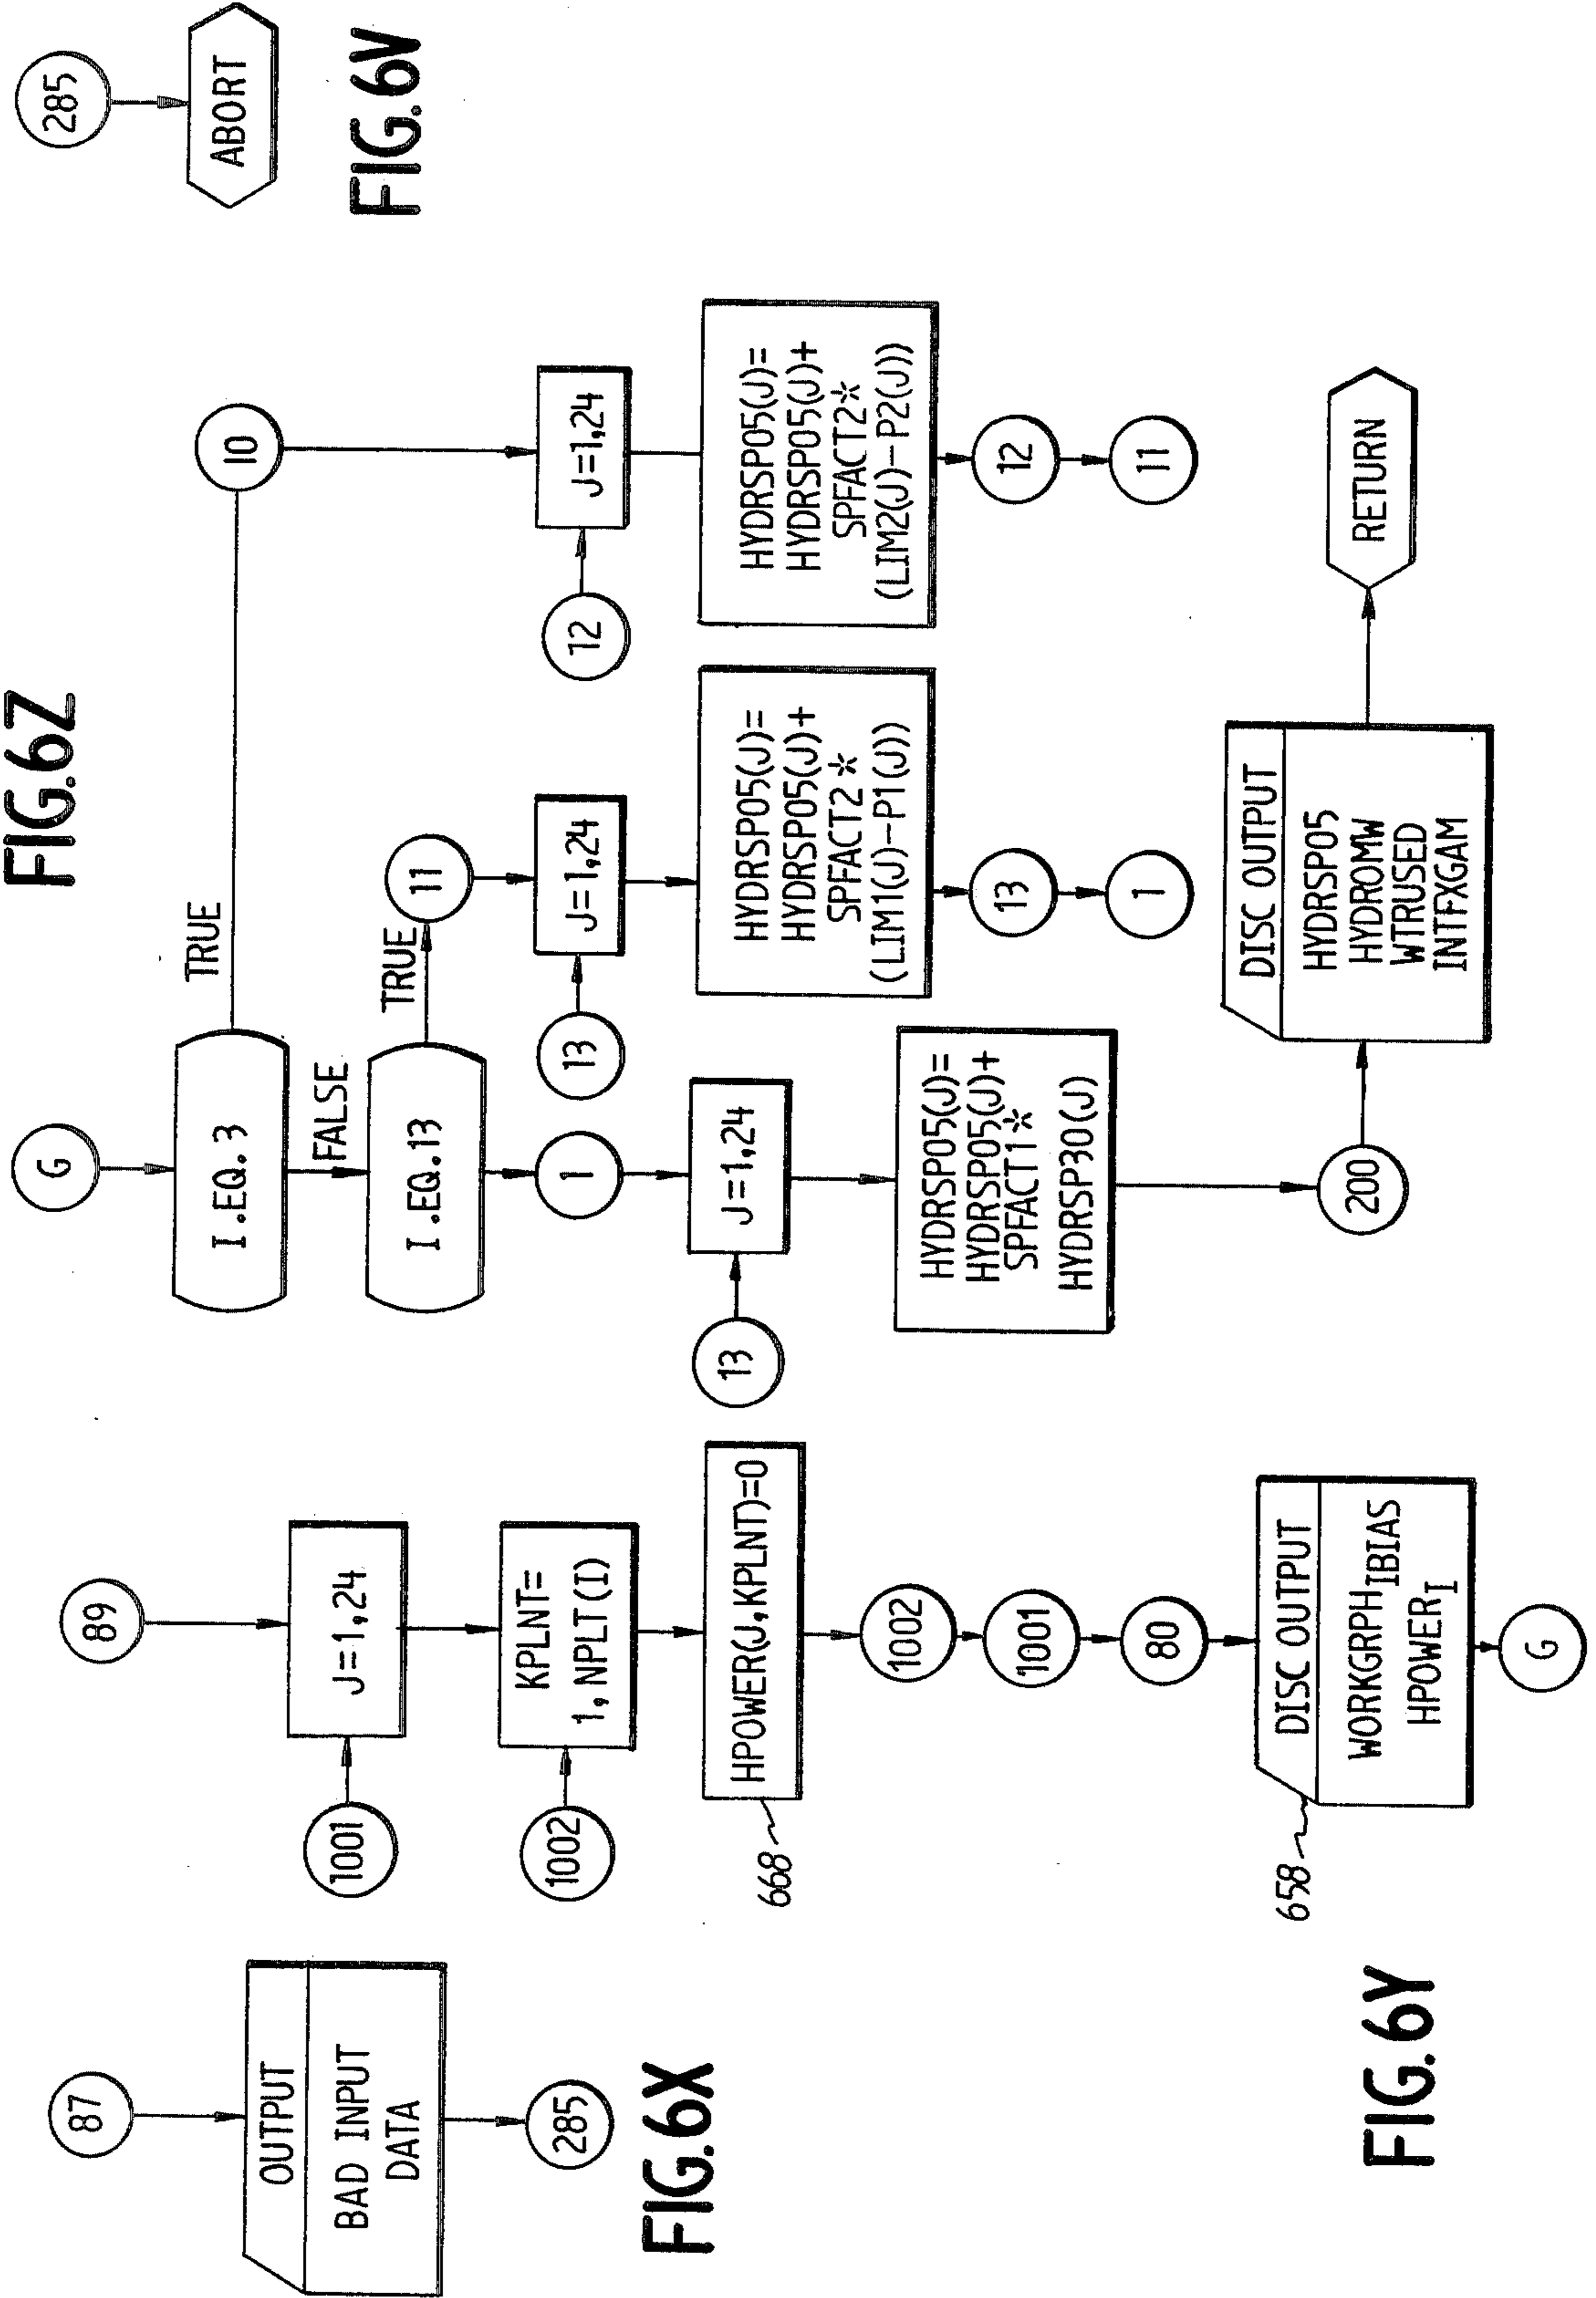 87
OUTPUT
BAD INPUT
DATA
285
FIG.6X
89
1001
J=1,24
1002
KPLNT=
1,NPLT(I)
668
HPOWER(J,KPLNT)=0
1002
1001
80
658
DISC OUTPUT
WORKGRPH IBIAS
HPOWER I
G
FIG.6Y
FIG.6Z
G
I.EQ.3
TRUE
FALSE
I.EQ.13
TRUE
10
11
1
13
J=1,24
HYDRSP05(J)=
HYDRSP05(J)+
SPFACT1*
HYDRSP30(J)
200
13
J=1,24
HYDRSP05(J)=
HYDRSP05(J)+
SPFACT2*
(LIM1(J)-P1(J))
13
1
12
J=1,24
HYDRSP05(J)=
HYDRSP05(J)+
SPFACT2*
(LIM2(J)-P2(J))
12
11
DISC OUTPUT
HYDRSP05
HYDROMW
WTRUSED
INTFXGAM
RETURN
285
ABORT
FIG.6V